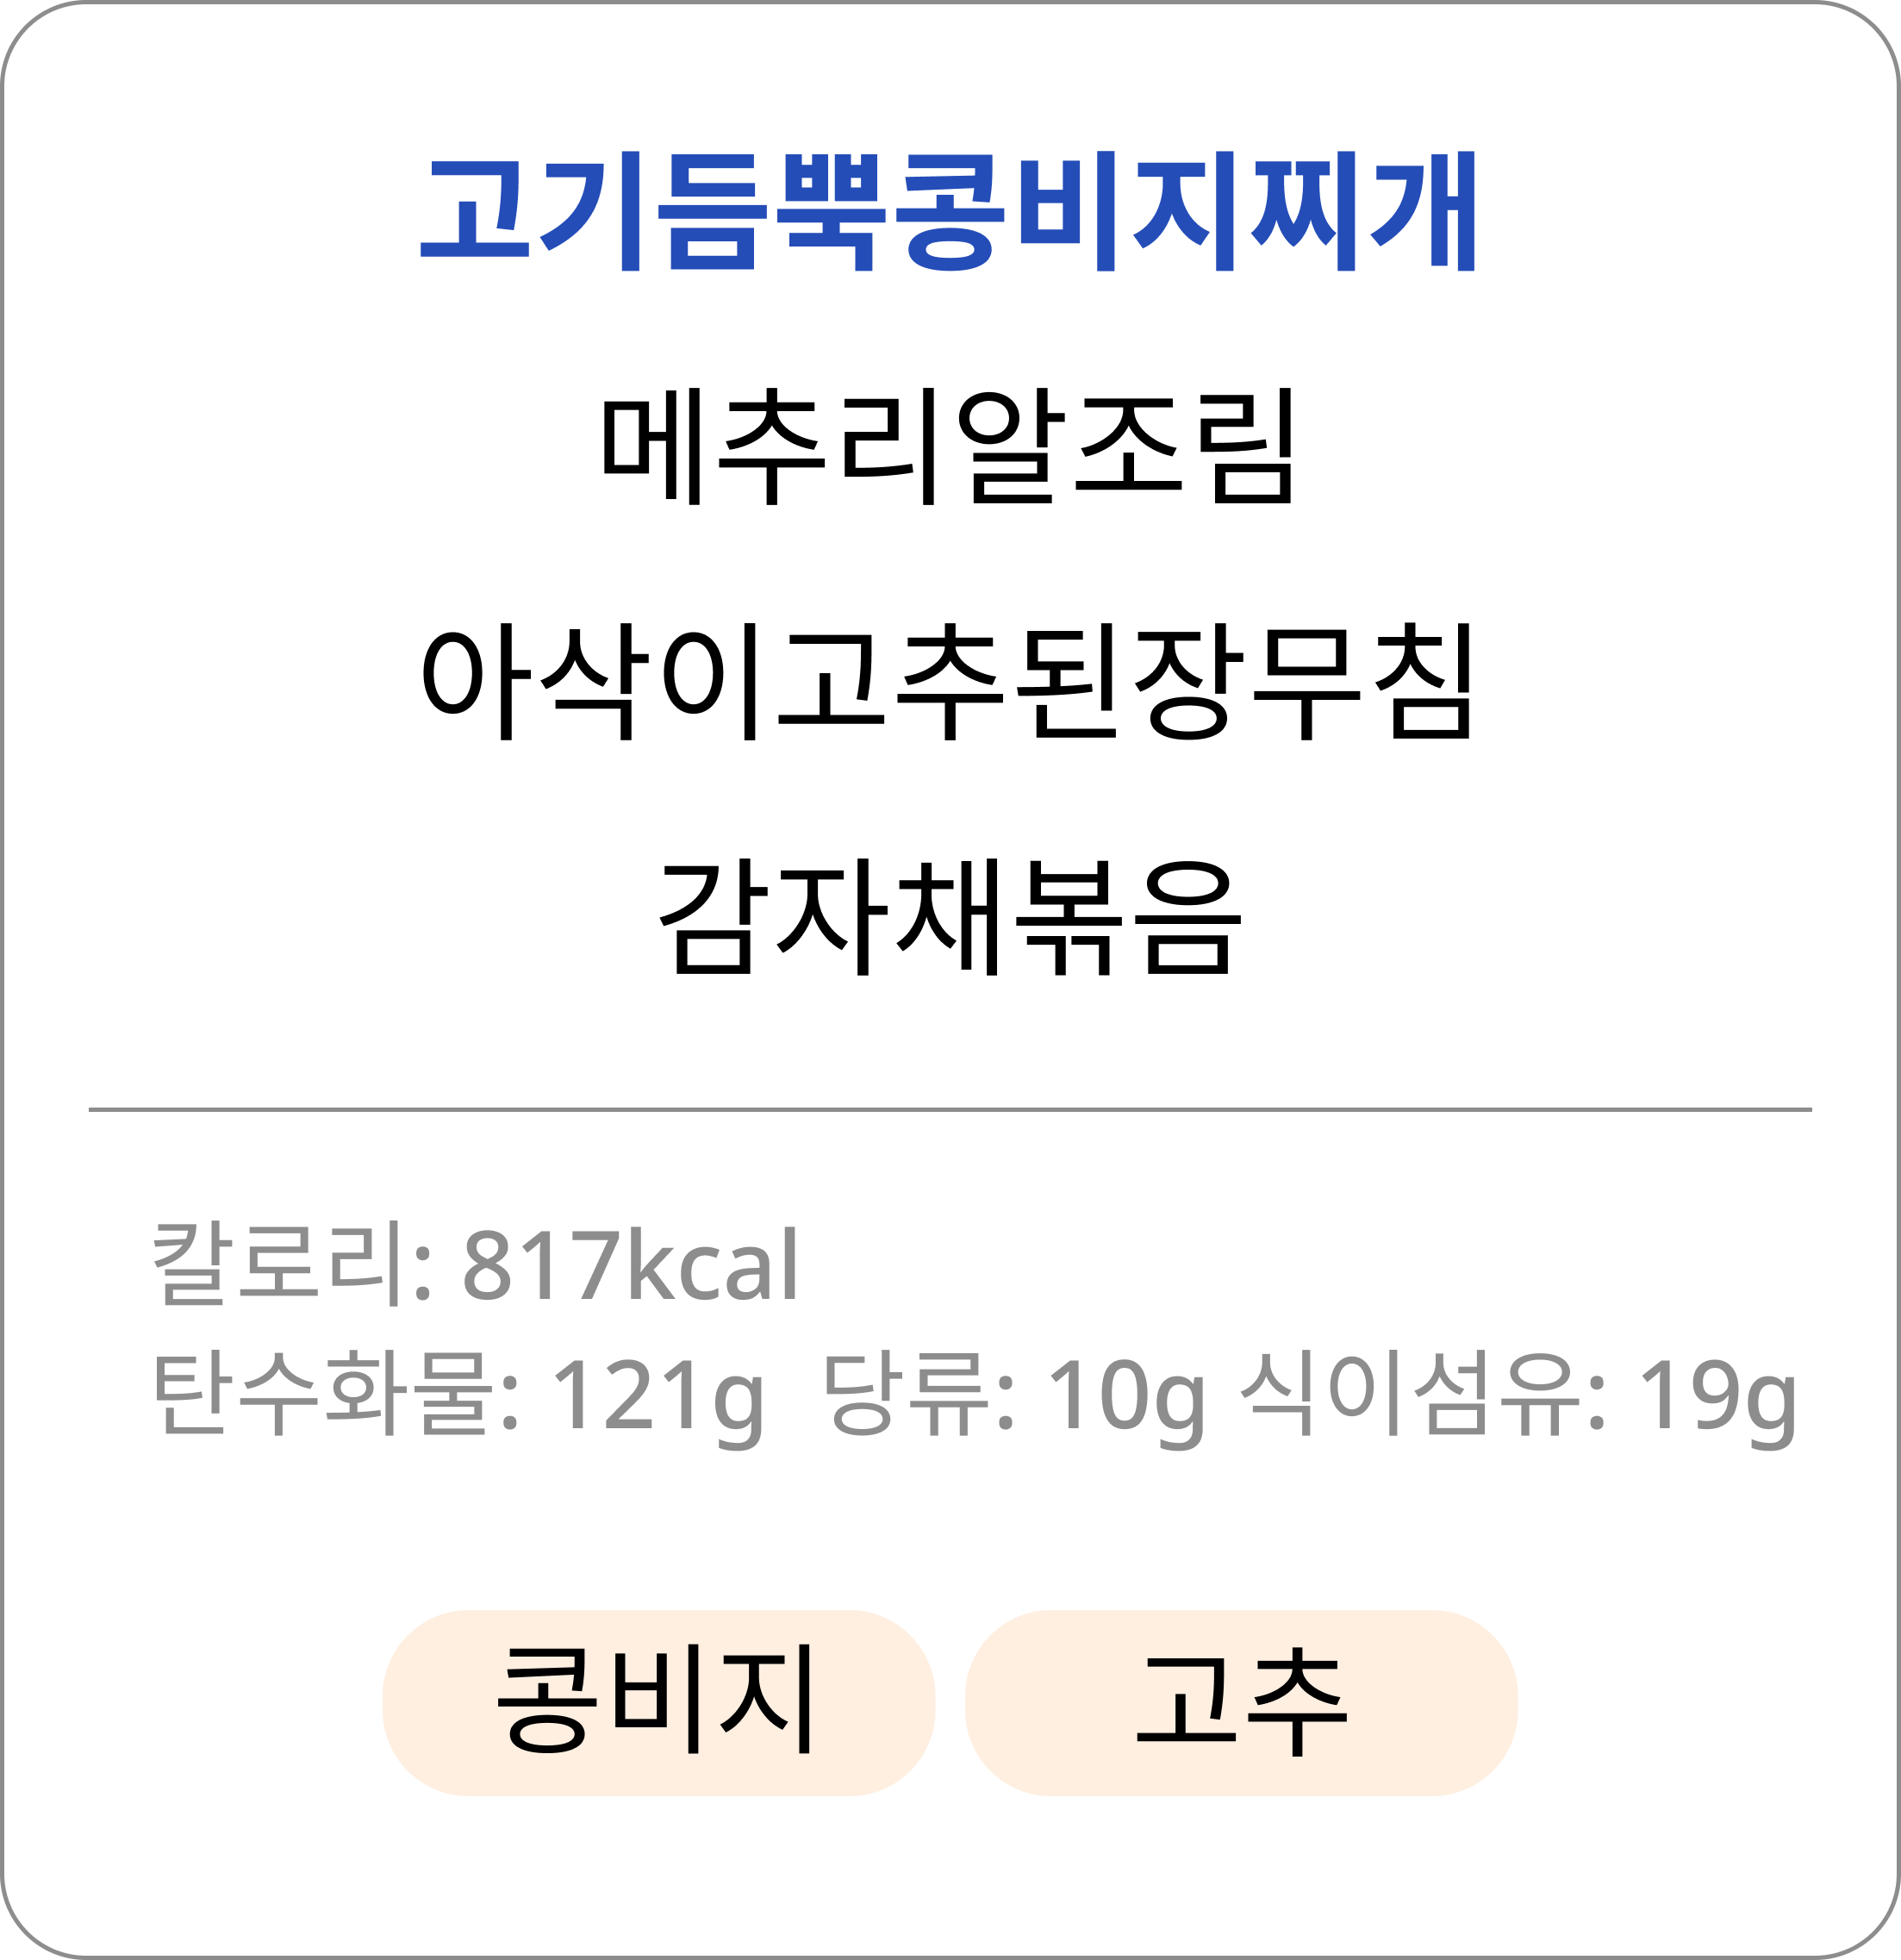 고기듬뿍콩비지찌개
메추리알조림
아삭이고추된장무침
감자채볶음
칼로리: 817kcal
탄수화물: 121g 당류: 10g 식이섬유: 19g
콩비지 고추